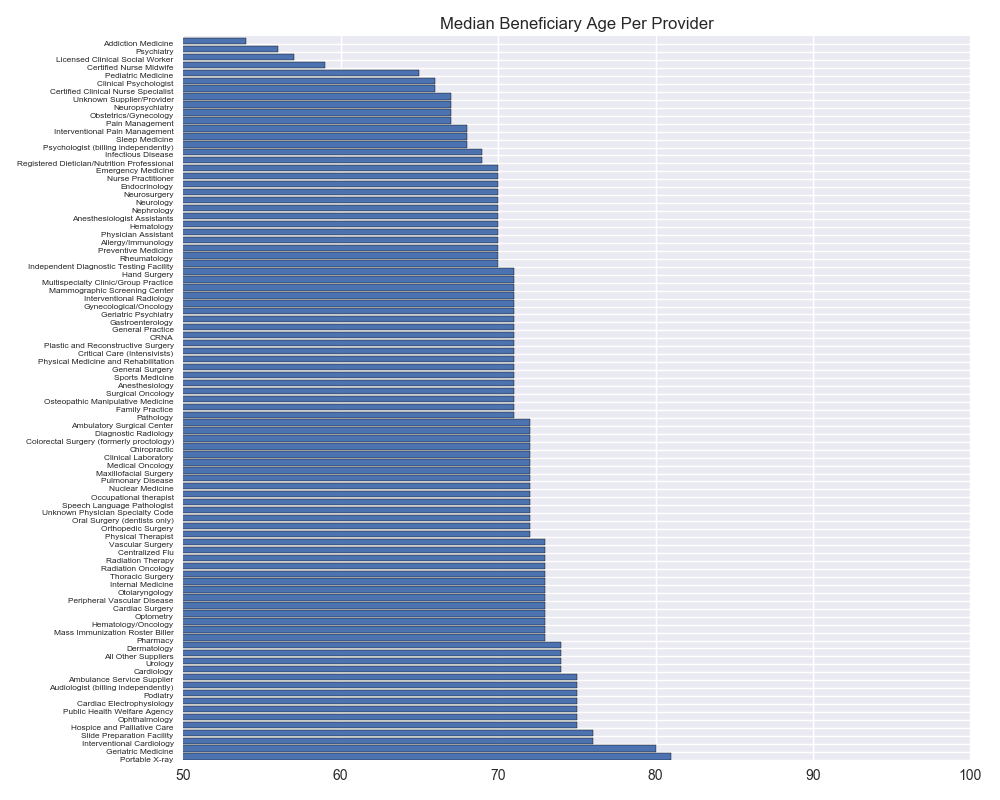 Median Beneficiary Age Per Provider
Addiction Medicine
Psychiatry
Licensed Clinical Social Worker
Certified Nurse Midwife
Pediatric Medicine
Clinical Psychologist
Certified Clinical Nurse Specialist
Unknown Supplier/Provider
Neuropsychiatry
Obstetrics/Gynecology
Pain Management
Interventional Pain Management
Sleep Medicine
Psychologist (billing independently)
Infectious Disease
Registered Dietician/Nutrition Professional
Emergency Medicine
Nurse Practitioner
Endocrinology
Neurosurgery
Neurology
Nephrology
Anesthesiologist Assistants
Hematology
Physician Assistant
Allergy/Immunology
Preventive Medicine
Rheumatology
Independent Diagnostic Testing Facility
Hand Surgery
Multispecialty Clinic/Group Practice
Mammographic Screening Center
Interventional Radiology
Gynecological/Oncology
Geriatric Psychiatry
Gastroenterology
General Practice
CRNA
Plastic and Reconstructive Surgery
Critical Care (Intensivists)
Physical Medicine and Rehabilitation
General Surgery
Sports Medicine
Anesthesiology
Surgical Oncology
Osteopathic Manipulative Medicine
Family Practice
Pathology
Ambulatory Surgical Center
Diagnostic Radiology
Colorectal Surgery (formerly proctology)
Chiropractic
Clinical Laboratory
Medical Oncology
Maxillofacial Surgery
Pulmonary Disease
Nuclear Medicine
Occupational therapist
Speech Language Pathologist
Unknown Physician Specialty Code
Oral Surgery (dentists only)
Orthopedic Surgery
Physical Therapist
Vascular Surgery
Centralized Flu
Radiation Therapy
Radiation Oncology
Thoracic Surgery
Internal Medicine
Otolaryngology
Peripheral Vascular Disease
Cardiac Surgery
Optometry
Hematology/Oncology
Mass Immunization Roster Biller
Pharmacy
Dermatology
All Other Suppliers
Urology
Cardiology
Ambulance Service Supplier
Audiologist (billing independently)
Podiatry
Cardiac Electrophysiology
Public Health Welfare Agency
Ophthalmology
Hospice and Palliative Care
Slide Preparation Facility
Interventional Cardiology
Geriatric Medicine
Portable X-ray
50 60 70 80 90 100